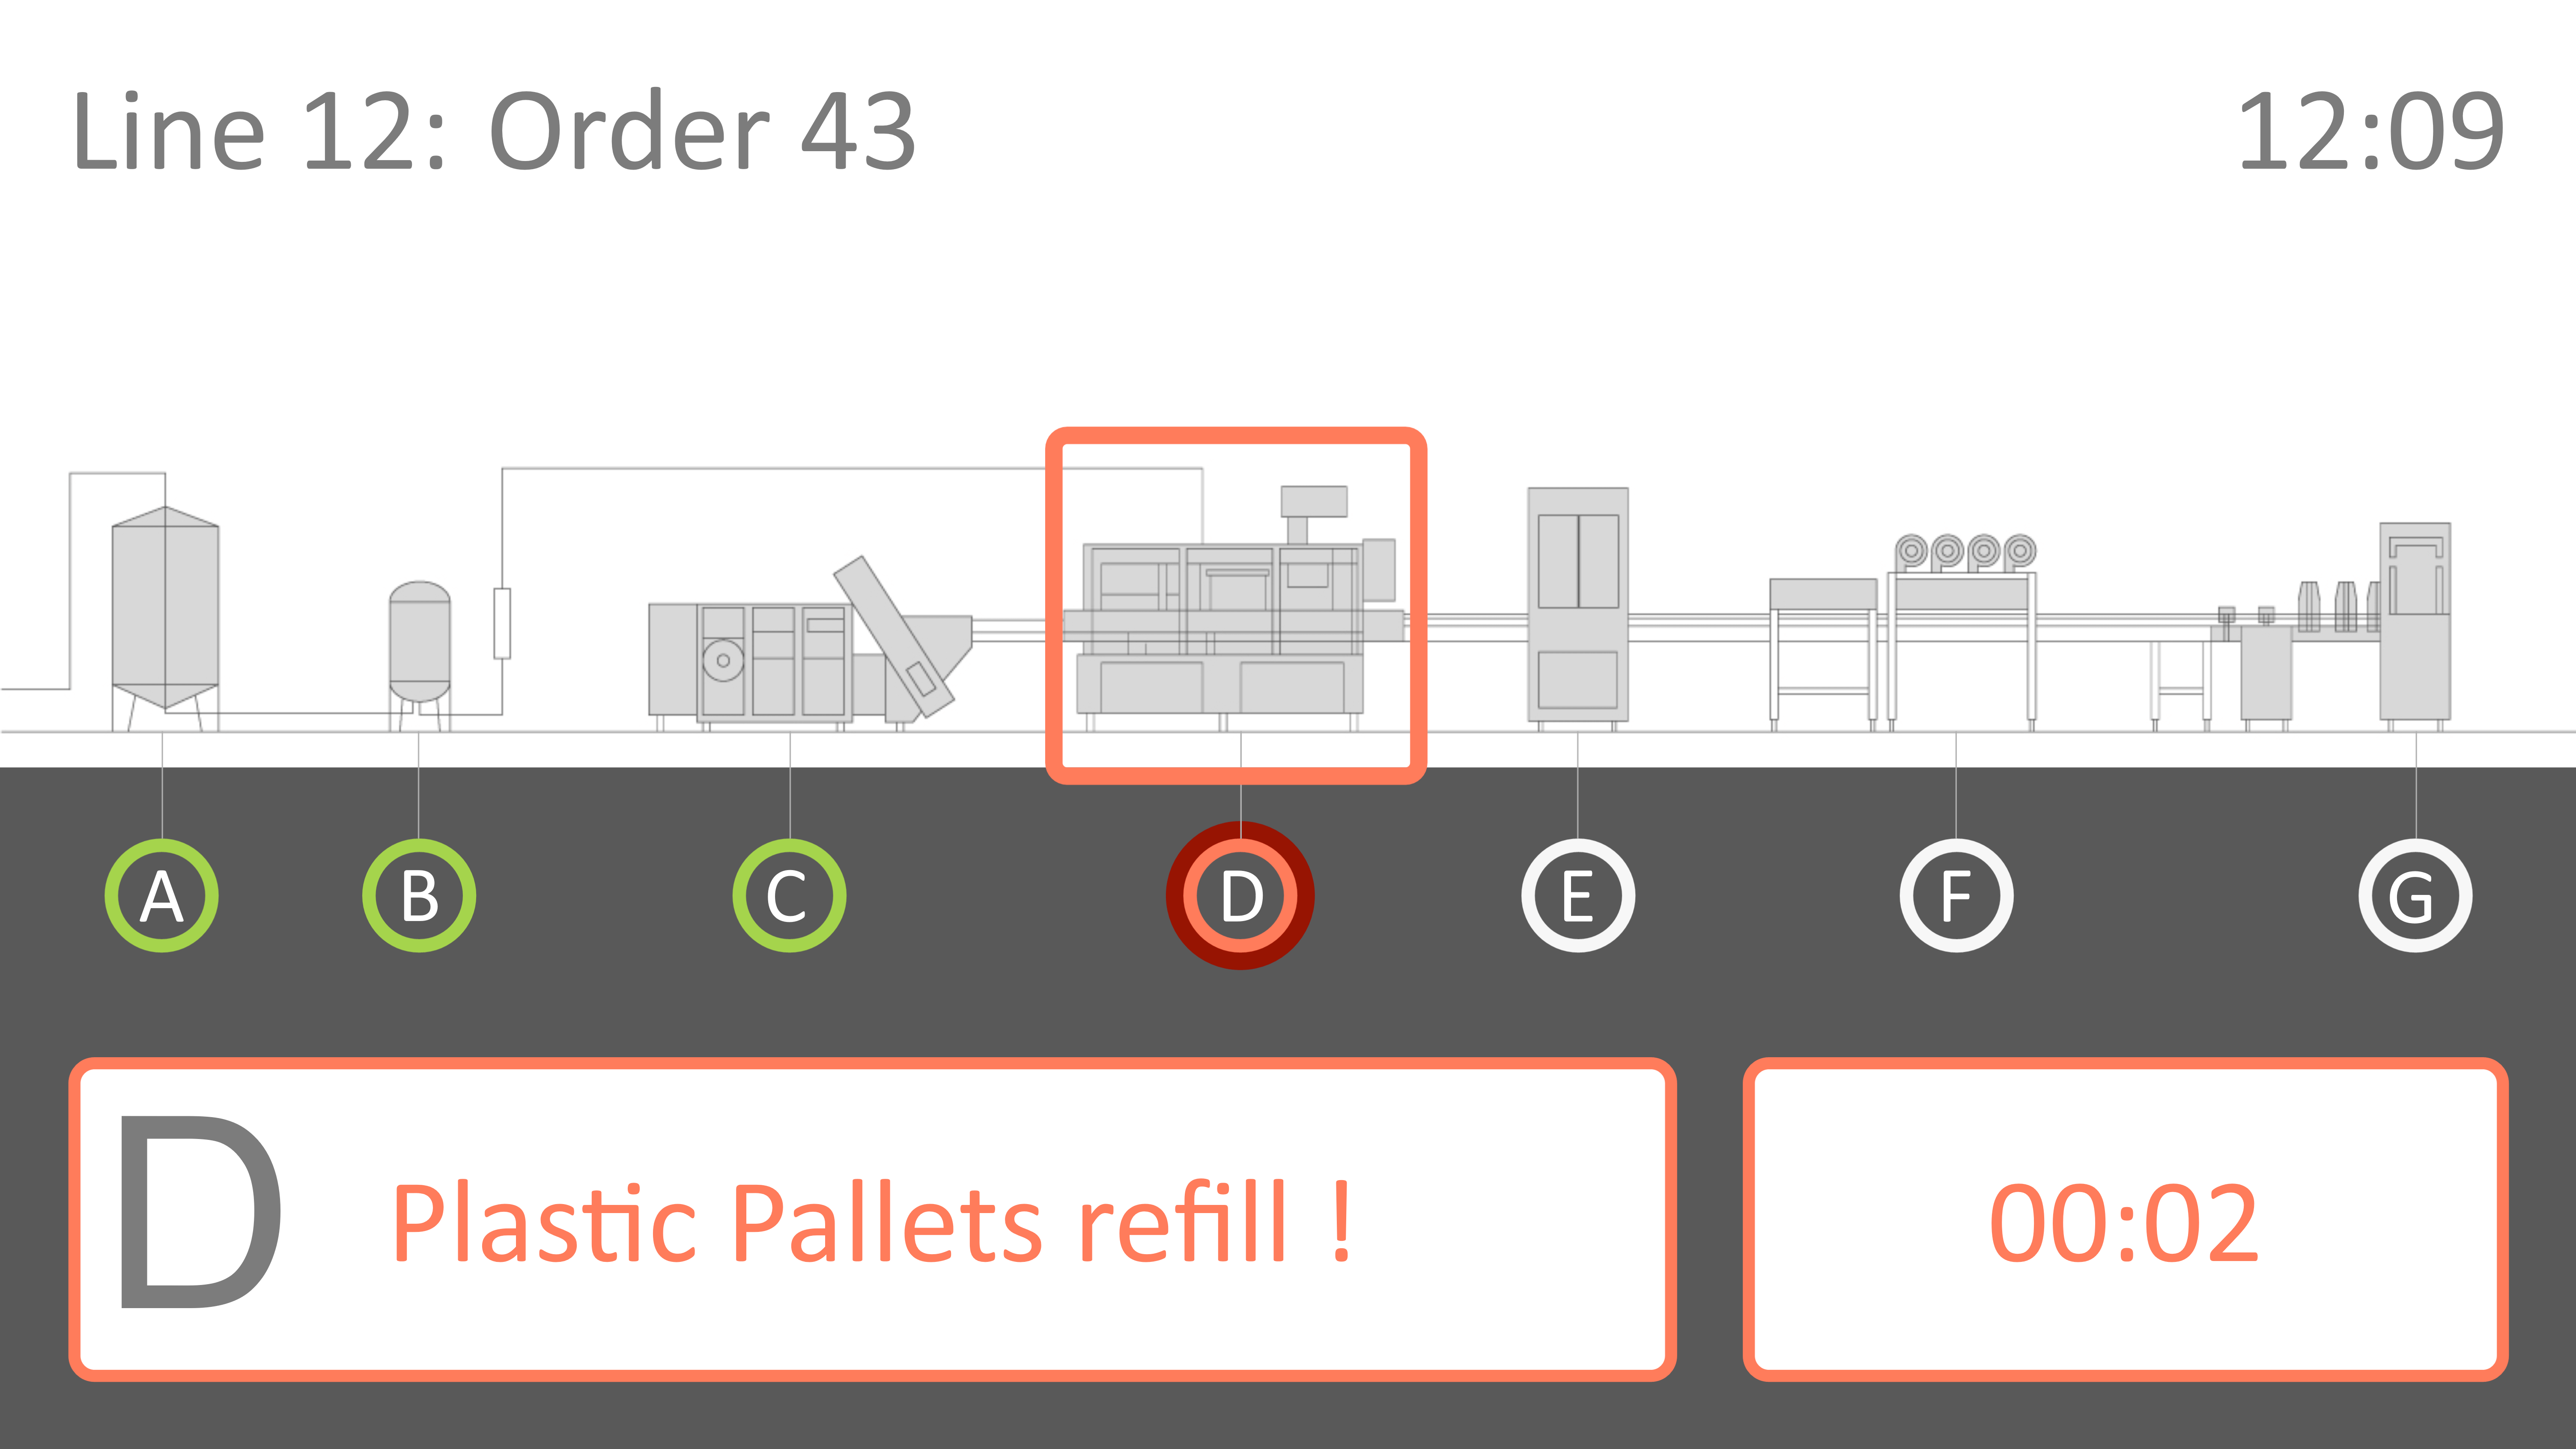 Line 12: Order 43
12:09
A B C D E F G
D Plastic Pallets refill !
00:02